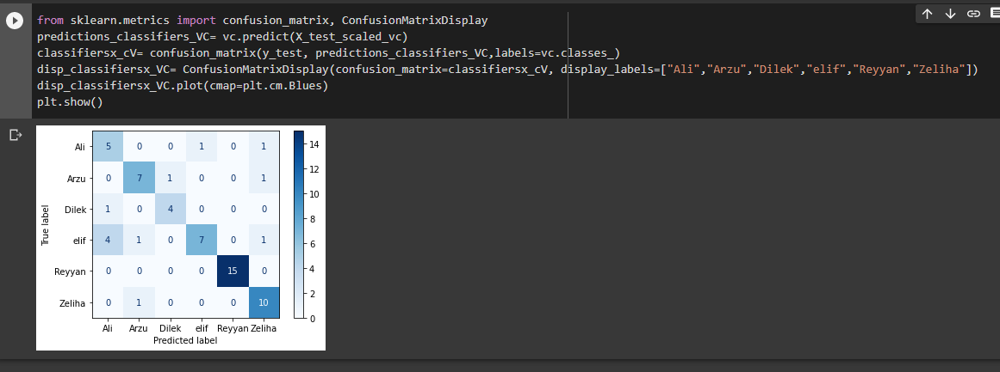 from sklearn.metrics import confusion_matrix, ConfusionMatrixDisplay
predictions_classifiers_VC= vc.predict(X_test_scaled_vc)
classifiersx_cV= confusion_matrix(y_test, predictions_classifiers_VC,labels=vc.classes_)
disp_classifiersx_VC= ConfusionMatrixDisplay(confusion_matrix=classifiersx_cV, display_labels=["Ali","Arzu","Dilek","elif","Reyyan","Zeliha"])
disp_classifiersx_VC.plot(cmap=plt.cm.Blues)
plt.show()
True label
Ali 5 0 0 1 0 1
Arzu 0 7 1 0 0 1
Dilek 1 0 4 0 0 0
elif 4 1 0 7 0 1
Reyyan 0 0 0 0 15 0
Zeliha 0 1 0 0 0 10
Ali Arzu Dilek elif Reyyan Zeliha
Predicted label
14
12
10
8
6
4
2
0